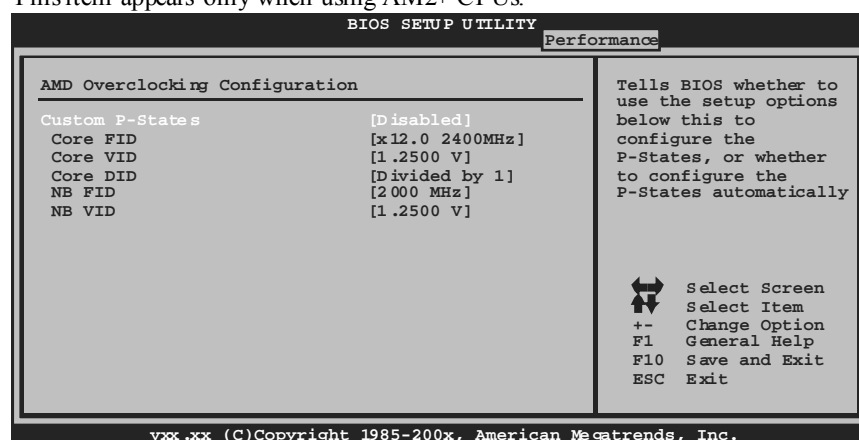 This item appears only when using AM2+ CPUs.
BIOS SETUP UTILITY
Performance
AMD Overclocking Configuration
Custom P-States [Disabled]
Core FID [x12.0 2400MHz]
Core VID [1.2500 V]
Core DID [Divided by 1]
NB FID [2000 MHz]
NB VID [1.2500 V]
Tells BIOS whether to
use the setup options
below this to
configure the
P-States, or whether
to configure the
P-States automatically
Select Screen
Select Item
+- Change Option
F1 General Help
F10 Save and Exit
ESC Exit
vxx.xx (C)Copyright 1985-200x, American Megatrends, Inc.